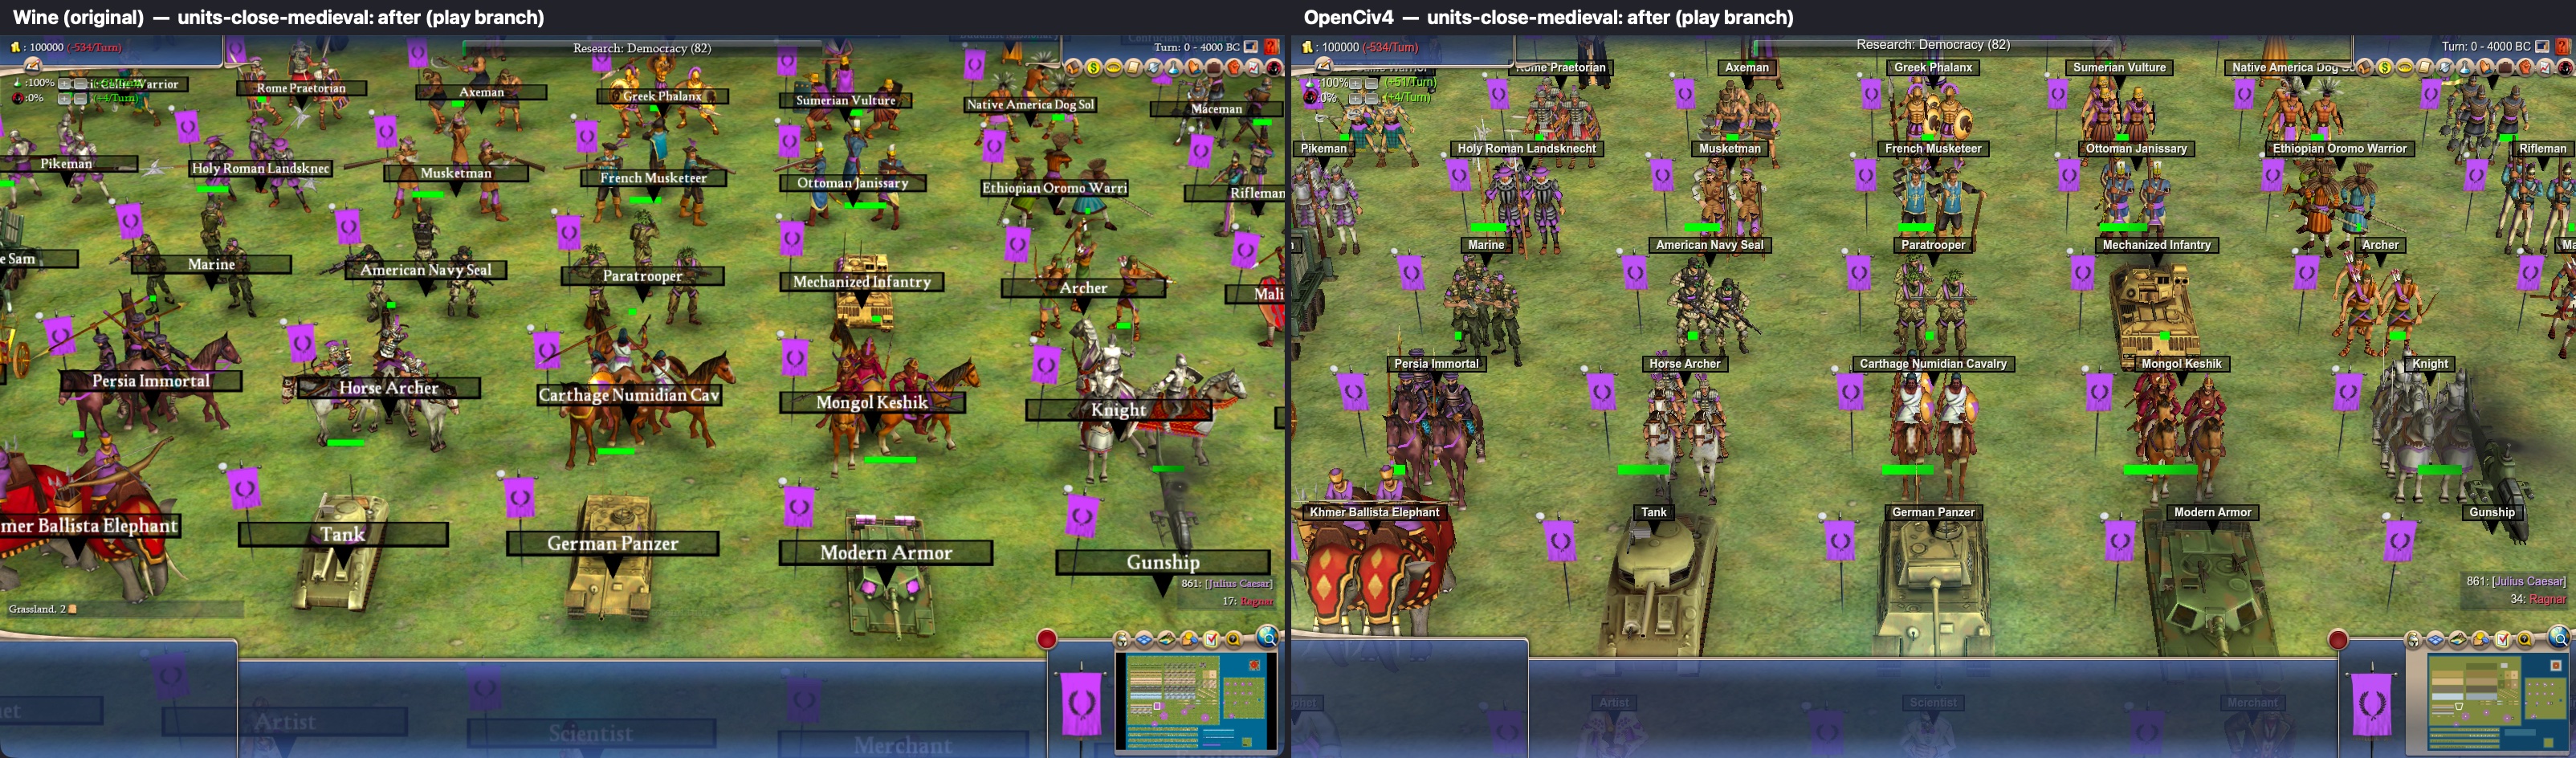 Wine (original) — units-close-medieval: after (play branch)
: 100000 (-534/Turn)
Research: Democracy (82)
Turn: 0 - 4000 BC
:100%
Warrior
:0%
(+4/Turn)
Rome Praetorian
Axeman
Greek Phalanx
Sumerian Vulture
Native America Dog Sol
Maceman
Pikeman
Holy Roman Landsknec
Musketman
French Musketeer
Ottoman Janissary
Ethiopian Oromo Warri
Rifleman
e Sam
Marine
American Navy Seal
Paratrooper
Mechanized Infantry
Archer
Mali
Persia Immortal
Horse Archer
Carthage Numidian Cav
Mongol Keshik
Knight
mer Ballista Elephant
Tank
German Panzer
Modern Armor
Gunship
861: [Julius Caesar]
17: Ragnar
Grassland, 2
et
Artist
Scientist
Merchant
OpenCiv4 — units-close-medieval: after (play branch)
: 100000 (-534/Turn)
Research: Democracy (82)
Turn: 0 - 4000 BC
:100%
(+51/Turn)
:0%
(+4/Turn)
Rome Praetorian
Axeman
Greek Phalanx
Sumerian Vulture
Native America Dog
Pikeman
Holy Roman Landsknecht
Musketman
French Musketeer
Ottoman Janissary
Ethiopian Oromo Warrior
Rifleman
Marine
American Navy Seal
Paratrooper
Mechanized Infantry
Archer
Ma
Persia Immortal
Horse Archer
Carthage Numidian Cavalry
Mongol Keshik
Knight
Khmer Ballista Elephant
Tank
German Panzer
Modern Armor
Gunship
861: [Julius Caesar]
34: Ragnar
phet
Artist
Scientist
Merchant